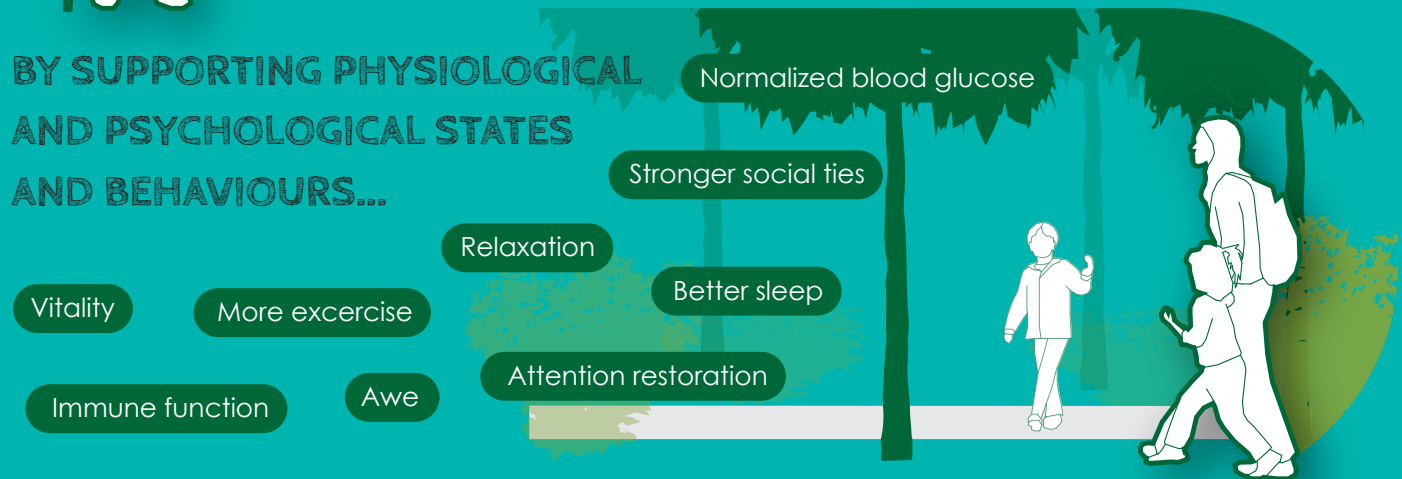 BY SUPPORTING PHYSIOLOGICAL
AND PSYCHOLOGICAL STATES
AND BEHAVIOURS...
Normalized blood glucose
Stronger social ties
Relaxation
Better sleep
Vitality
More excercise
Attention restoration
Immune function
Awe